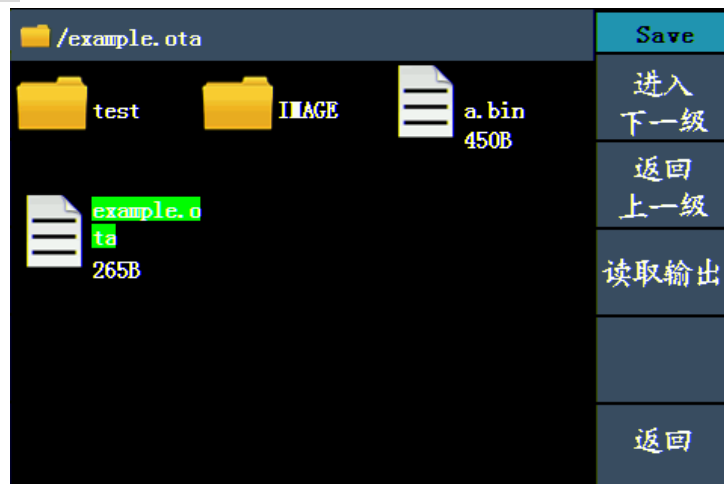 /example.ota
Save
test
IMAGE
a.bin
450B
进入
下一级
返回
上一级
example.o
ta
265B
读取输出
返回